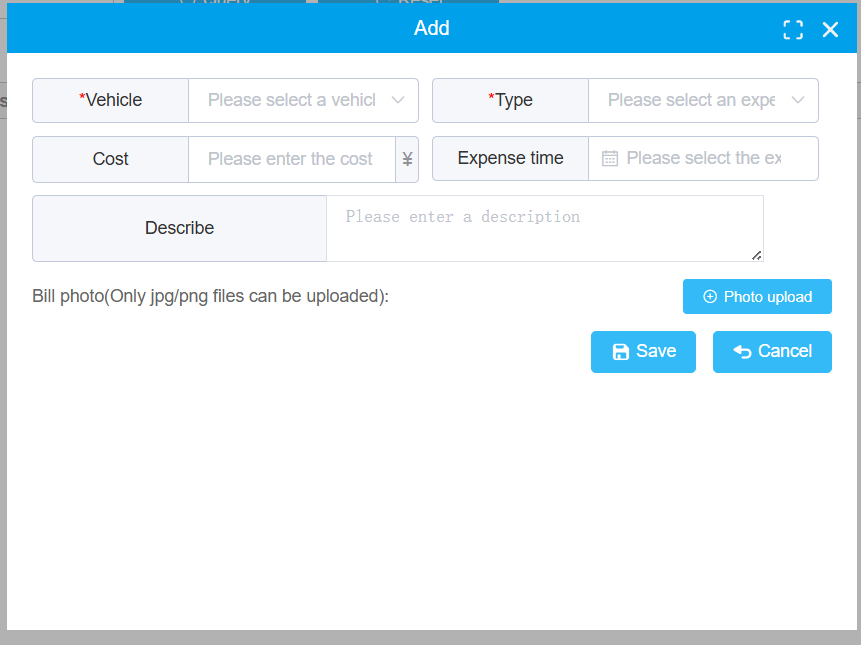 Add
*Vehicle Please select a vehicl
*Type Please select an expe
Cost Please enter the cost ¥
Expense time Please select the ex
Describe Please enter a description
Bill photo(Only jpg/png files can be uploaded):
Photo upload
Save
Cancel